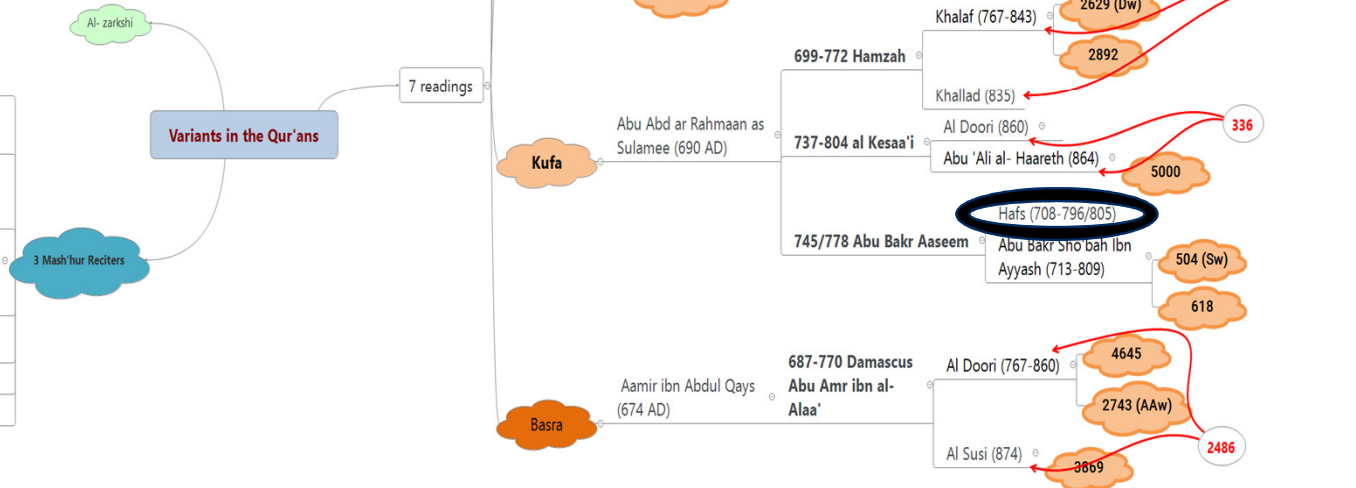 Al- zarkshi
Variants in the Qur'ans
3 Mash'hur Reciters
7 readings
Kufa
Abu Abd ar Rahmaan as
Sulamee (690 AD)
699-772 Hamzah
Khalaf (767-843)
2629 (Dw)
2892
Khallad (835)
737-804 al Kesaa'i
Al Doori (860)
Abu 'Ali al- Haareth (864)
336
5000
745/778 Abu Bakr Aaseem
Hafs (708-796/805)
Abu Bakr Sho'bah Ibn
Ayyash (713-809)
504 (Sw)
618
Basra
Aamir ibn Abdul Qays
(674 AD)
687-770 Damascus
Abu Amr ibn al-
Alaa'
Al Doori (767-860)
4645
2743 (AAw)
Al Susi (874)
3869
2486